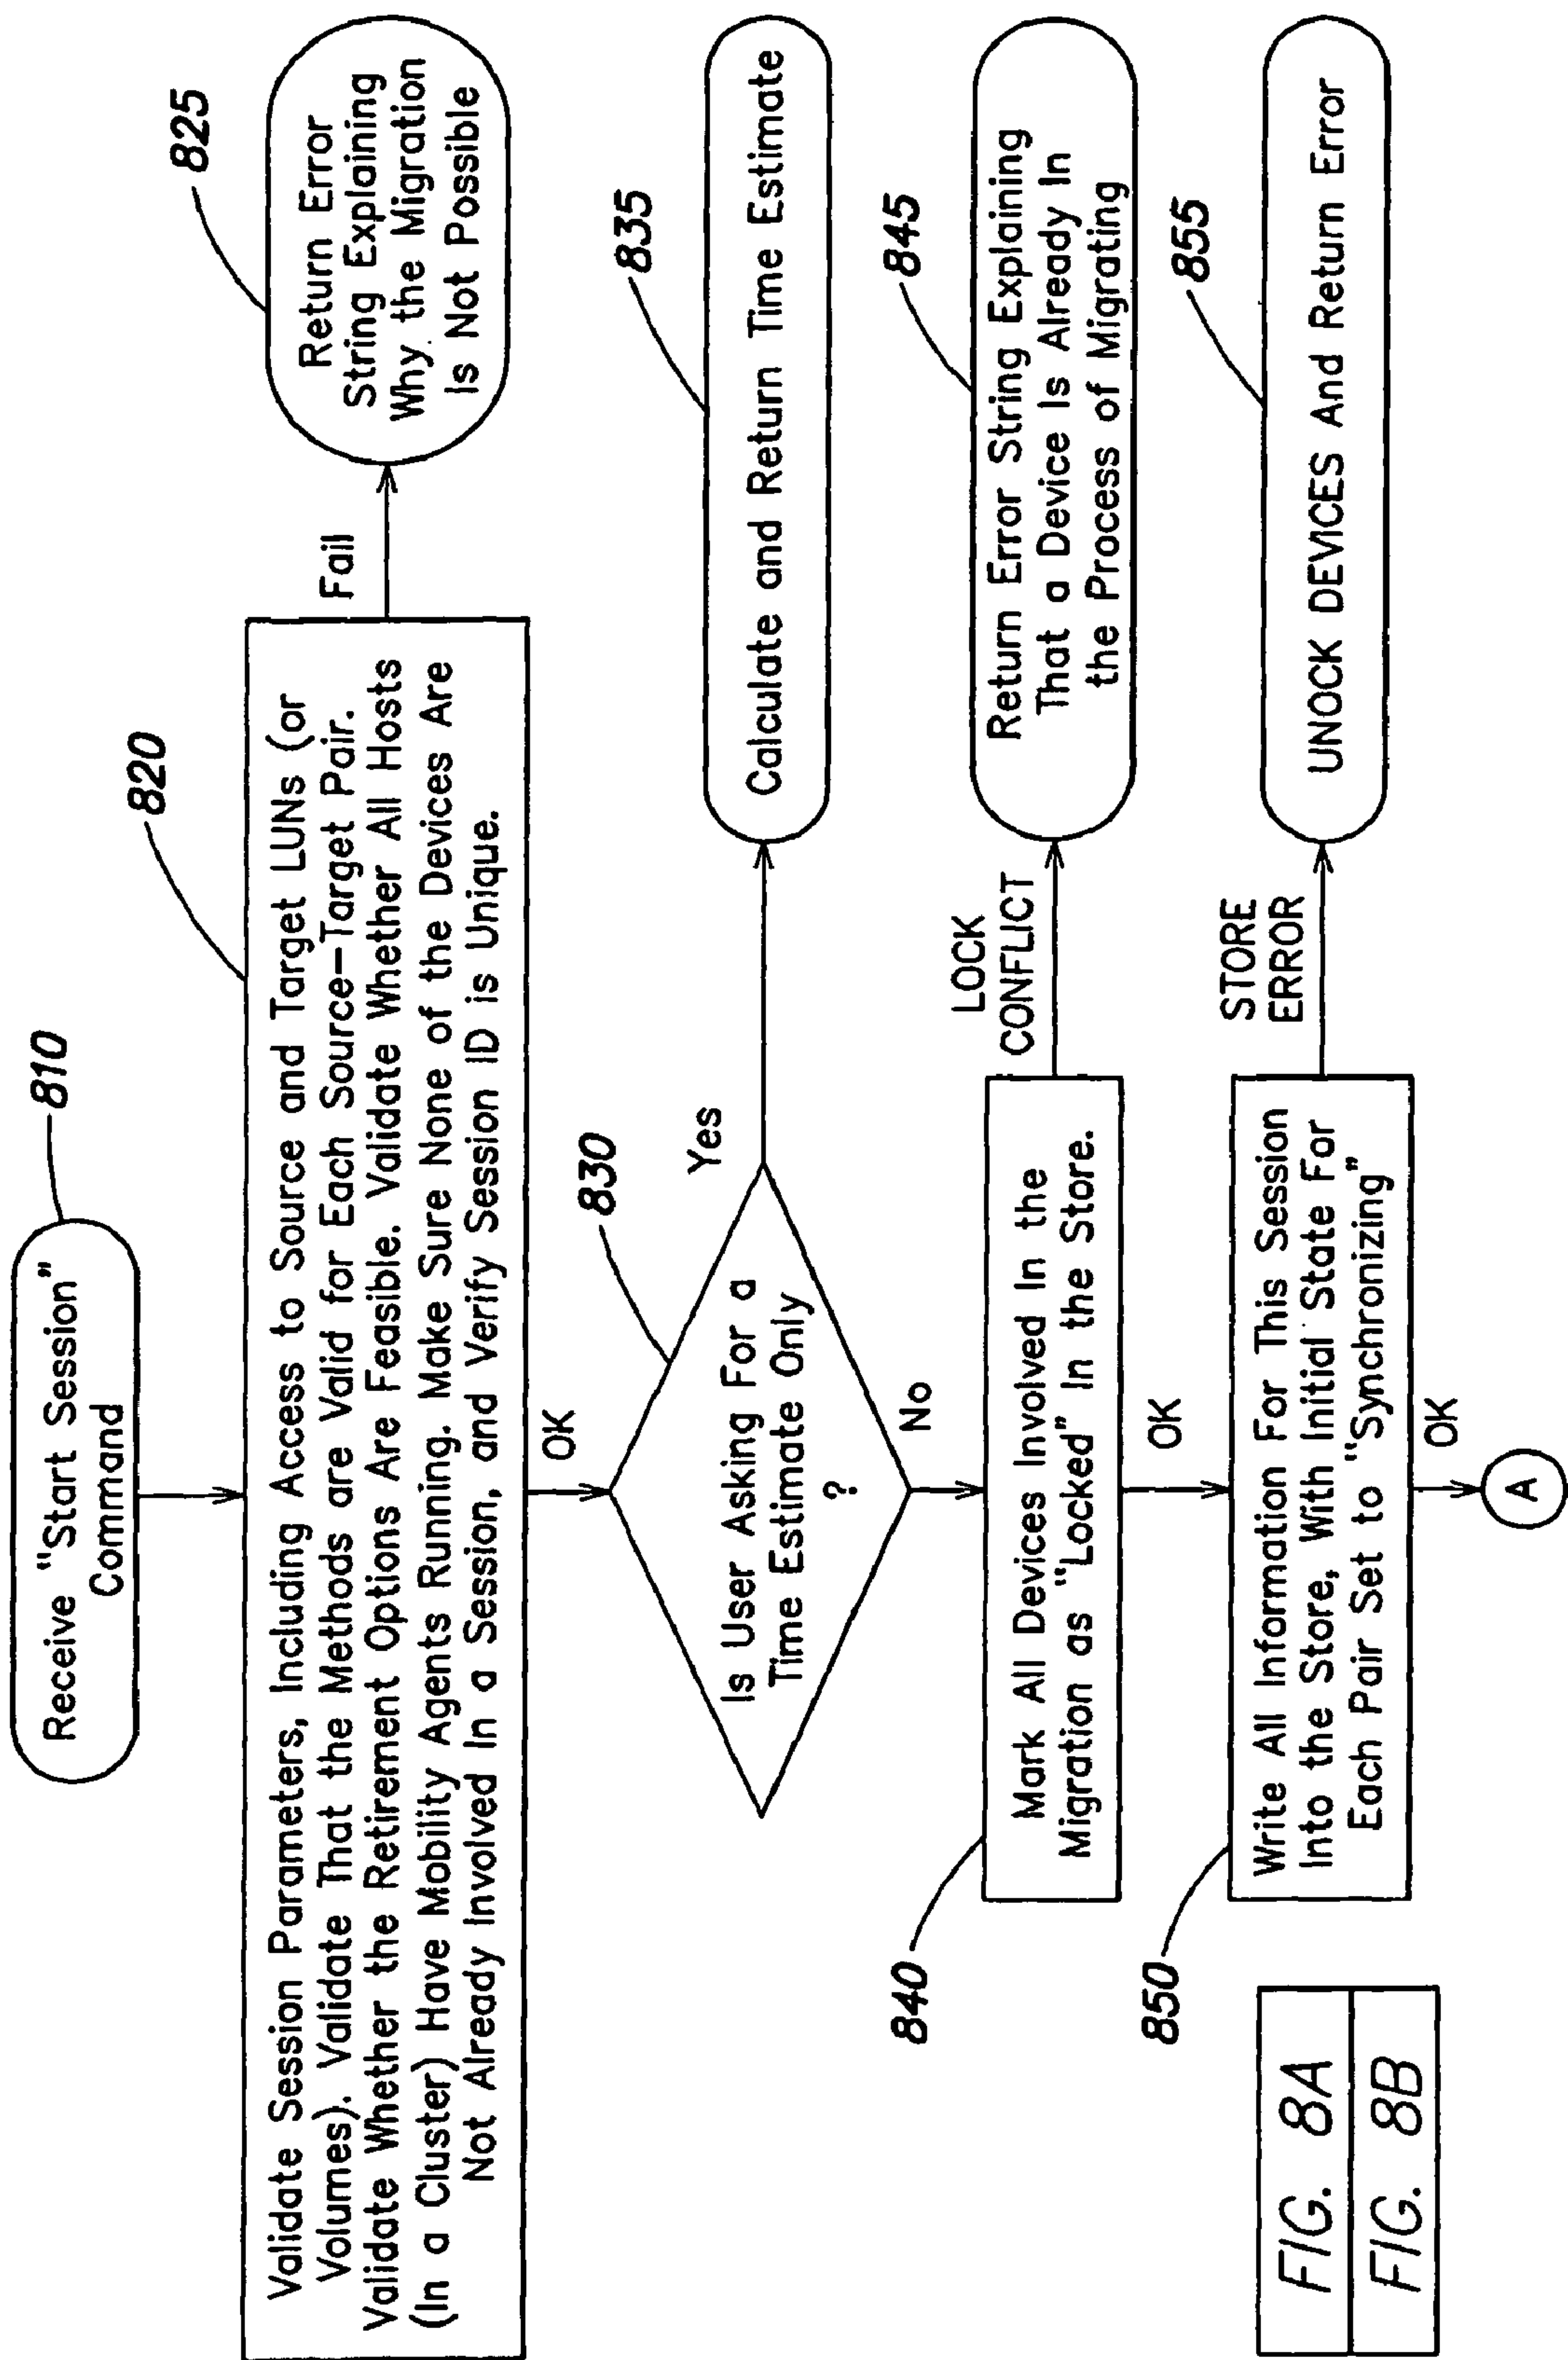 810
Receive "Start Session"
Command
820
Validate Session Parameters, Including Access to Source and Target LUNs (or
Volumes). Validate That the Methods are Valid for Each Source-Target Pair.
Validate Whether the Retirement Options Are Feasible. Validate Whether All Hosts
(In a Cluster) Have Mobility Agents Running. Make Sure None of the Devices Are
Not Already Involved In a Session, and Verify Session ID is Unique.
Fail
825
Return Error
String Explaining
Why the Migration
Is Not Possible
OK
830
Is User Asking For a
Time Estimate Only
?
Yes
835
Calculate and Return Time Estimate
No
840
Mark All Devices Involved In the
Migration as "Locked" In the Store.
LOCK
CONFLICT
845
Return Error String Explaining
That a Device Is Already In
the Process of Migrating
OK
850
Write All Information For This Session
Into the Store, With Initial State For
Each Pair Set to "Synchronizing"
STORE
ERROR
855
UNOCK DEVICES And Return Error
OK
A
FIG. 8A
FIG. 8B